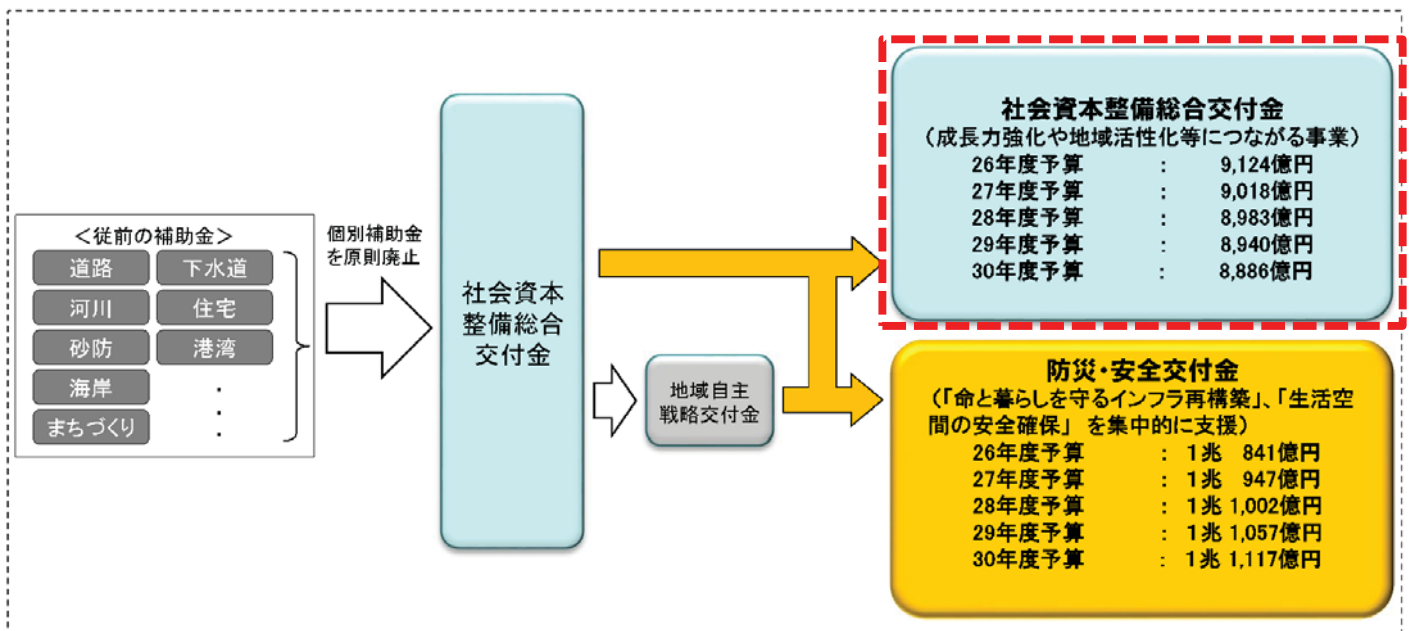 ＜従前の補助金＞
道路 下水道
河川 住宅
砂防 港湾
海岸 ・
まちづくり ・
・
個別補助金
を原則廃止
社会資本
整備総合
交付金
地域自主
戦略交付金
社会資本整備総合交付金
（成長力強化や地域活性化等につながる事業）
26年度予算 ： 9,124億円
27年度予算 ： 9,018億円
28年度予算 ： 8,983億円
29年度予算 ： 8,940億円
30年度予算 ： 8,886億円
防災・安全交付金
（「命と暮らしを守るインフラ再構築」、「生活空
間の安全確保」 を集中的に支援）
26年度予算 ： 1兆 841億円
27年度予算 ： 1兆 947億円
28年度予算 ： 1兆 1,002億円
29年度予算 ： 1兆 1,057億円
30年度予算 ： 1兆 1,117億円